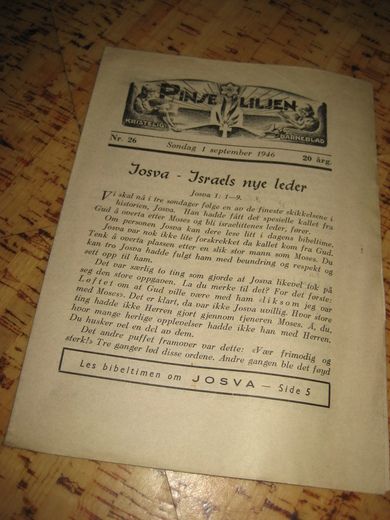 PINSELILJEN
KRISTELIG BARNEBLAD
Nr. 26 Søndag 1 september 1946 20 årg.
Josva - Israels nye leder
Josva 1: 1—9.
Vi skal nå i tre søndager følge en av de fineste skikkelsene i
historien, Josva. Han hadde fått det spesielle kallet fra
Gud å overta efter Moses og bli israelittenes leder, fører.
Om personen Josva kan dere lese litt i dagens bibeltime.
Josva var nok ikke lite forskrekket da kallet kom fra Gud.
Tenk å overta plassen etter en slik stor mann som Moses. Du
kan tro Josva hadde fulgt ham med beundring og respekt og
sett opp til ham.
Det var særlig to ting som gjorde at Josva likevel tok på
seg den store oppgaven. La du merke til det? For det første:
Løftet om at Gud ville være med ham «likson jeg var
med Moses». Det er klart, da var ikke Josva uvillig. Hvor store
ting hadde ikke Herren gjort gjennom tjeneren Moses. Å, du,
hvor mange herlige opplevelser hadde ikke han med Herren.
Du husker nel en del av dem.
Det andre puffet framover var dette: «Vær frimodig og
sterk!» Tre ganger lød disse ordene. Andre gangen ble det føyd
Les bibeltimen om JOSVA — Side 5